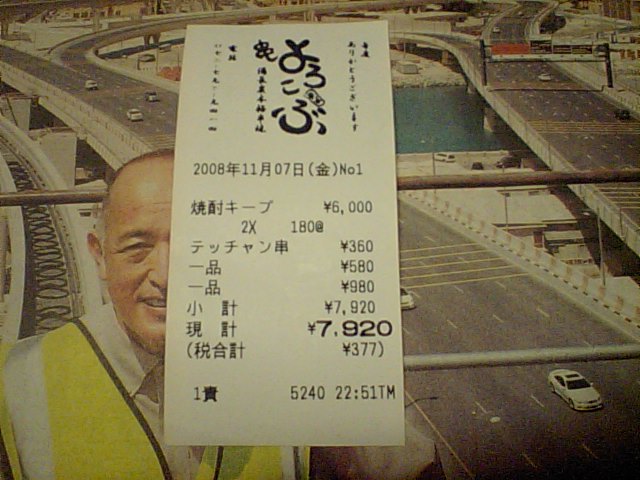 毎度
ありがとうございます
よろこぶ
2008年11月07日(金)No1
焼酎キープ ¥6,000
2X 180@
テッチャン串 ¥360
一品 ¥580
一品 ¥980
小 計 ¥7,920
現 計 ¥7,920
(税合計 ¥377)
1責 5240 22:51TM